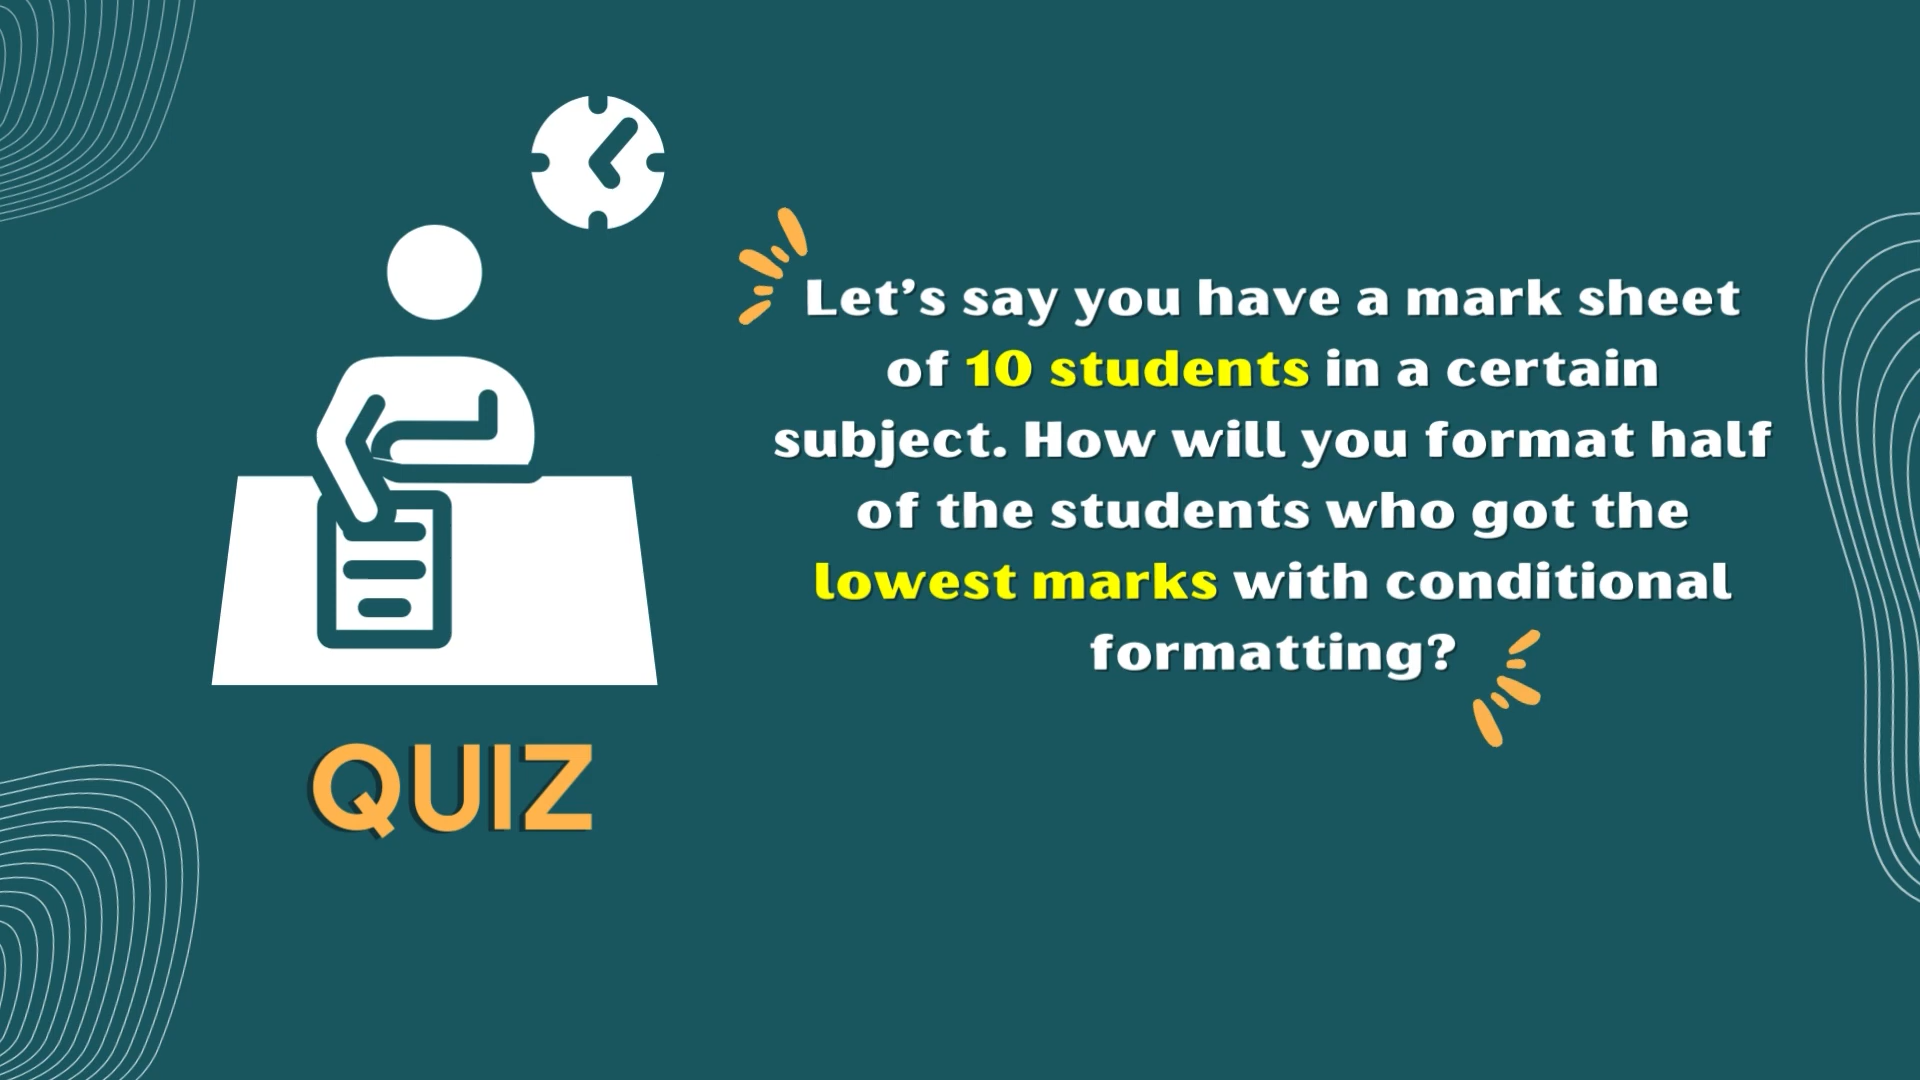 Let's say you have a mark sheet
of 10 students in a certain
subject. How will you format half
of the students who got the
lowest marks with conditional
formatting?
QUIZ